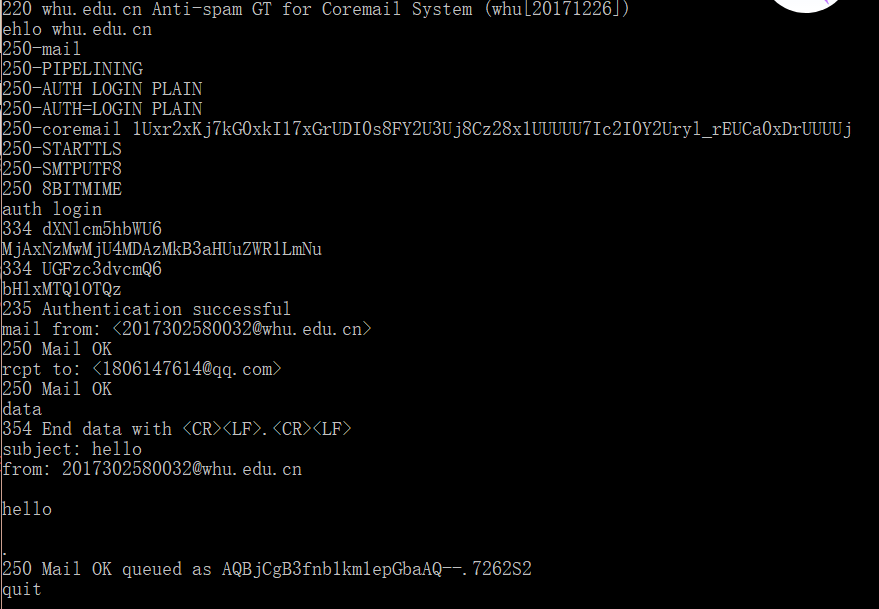 220 whu.edu.cn Anti-spam GT for Coremail System (whu[20171226])
ehlo whu.edu.cn
250-mail
250-PIPELINING
250-AUTH LOGIN PLAIN
250-AUTH=LOGIN PLAIN
250-coremail 1Uxr2xKj7kG0xkI17xGrUDI0s8FY2U3Uj8Cz28x1UUUUU7Ic2I0Y2Uryl_rEUCa0xDrUUUUj
250-STARTTLS
250-SMTPUTF8
250 8BITMIME
auth login
334 dXNlcm5hbWU6
MjAxNzMwMjU4MDAzMkB3aHUuZWR1LmNu
334 UGFzc3dvcmQ6
bHlxMTQ1OTQz
235 Authentication successful
mail from: <2017302580032@whu.edu.cn>
250 Mail OK
rcpt to: <1806147614@qq.com>
250 Mail OK
data
354 End data with <CR><LF>.<CR><LF>
subject: hello
from: 2017302580032@whu.edu.cn
hello
.
250 Mail OK queued as AQBjCgB3fnblkm1epGbaAQ--.7262S2
quit